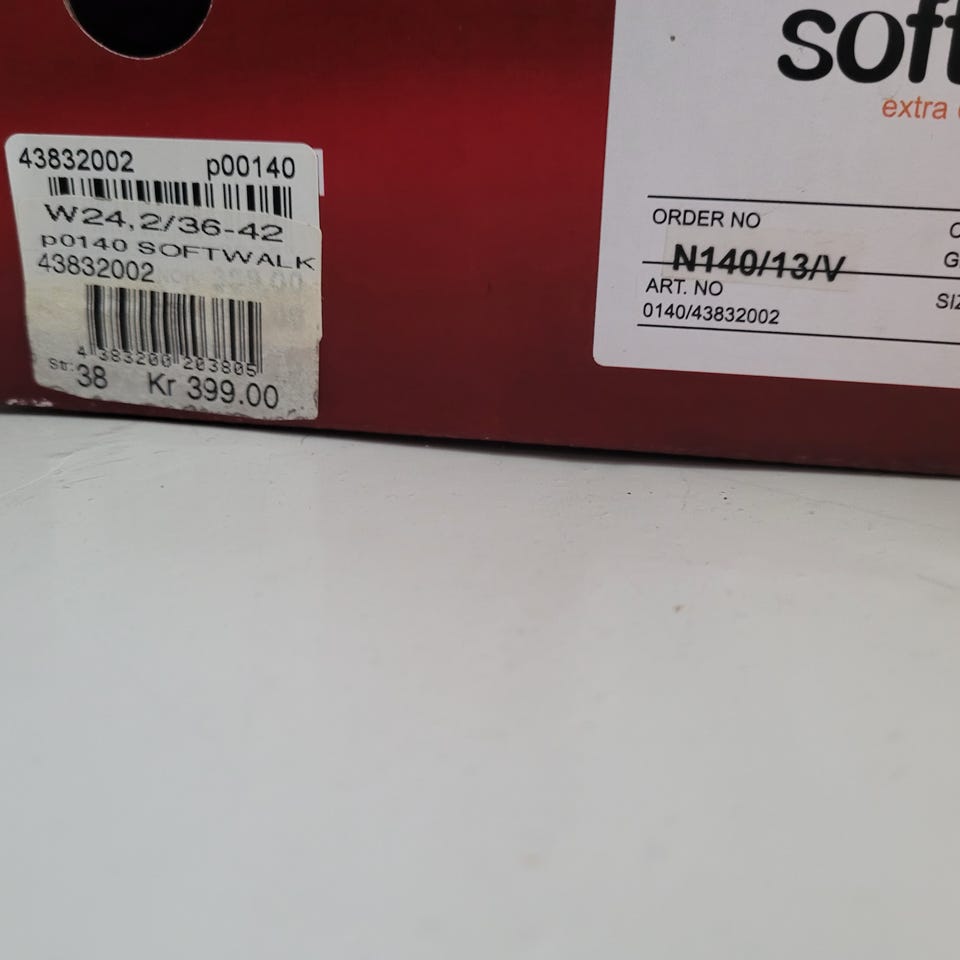 43832002 p00140
W24,2/36-42
p0140 SOFTWALK
43832002
4 383200 203805
Str: 38 Kr 399.00
soft
extra
ORDER NO
N140/13/V
ART. NO
0140/43832002